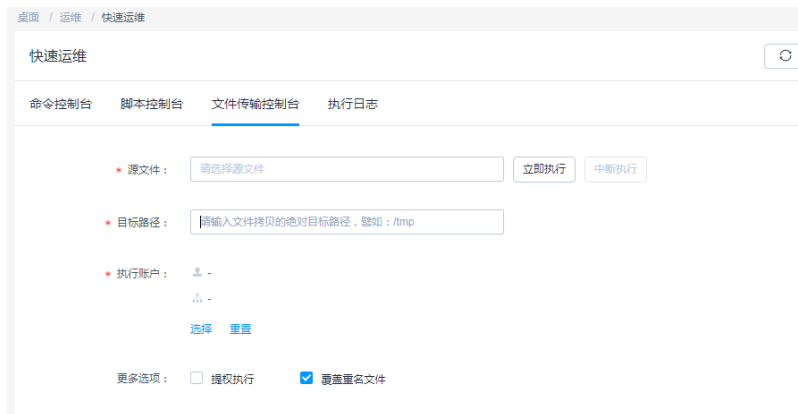 桌面 / 运维 / 快速运维
快速运维
命令控制台 脚本控制台 文件传输控制台 执行日志
* 源文件： 请选择源文件 立即执行 中断执行
* 目标路径： 请输入文件拷贝的绝对目标路径，譬如：/tmp
* 执行账户： -
-
选择 重置
更多选项： 提权执行 覆盖重名文件